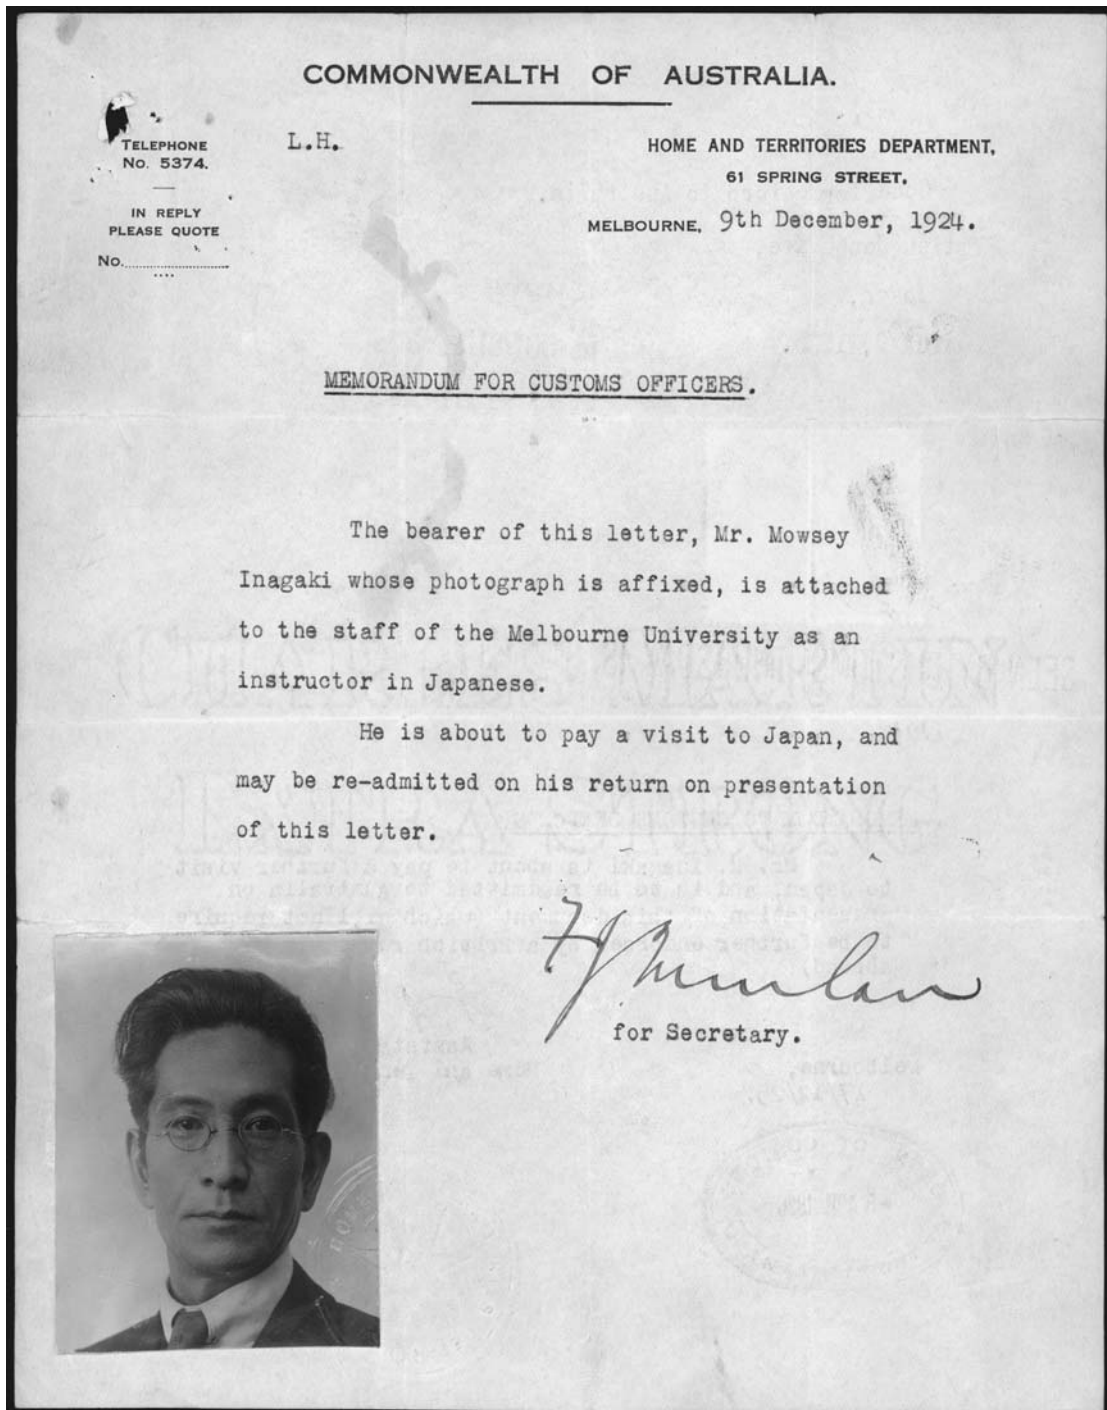 COMMONWEALTH OF AUSTRALIA.
TELEPHONE
No. 5374.
IN REPLY
PLEASE QUOTE
No.
L.H.
HOME AND TERRITORIES DEPARTMENT,
61 SPRING STREET,
MELBOURNE, 9th December, 1924.
MEMORANDUM FOR CUSTOMS OFFICERS.
The bearer of this letter, Mr. Mowsey
Inagaki whose photograph is affixed, is attached
to the staff of the Melbourne University as an
instructor in Japanese.
He is about to pay a visit to Japan, and
may be re-admitted on his return on presentation
of this letter.
for Secretary.
HOME